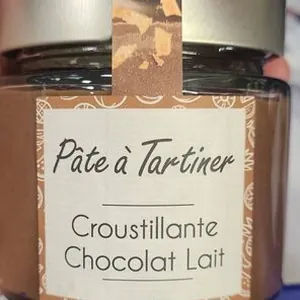 Pâte à Tartiner
Croustillante
Chocolat Lait